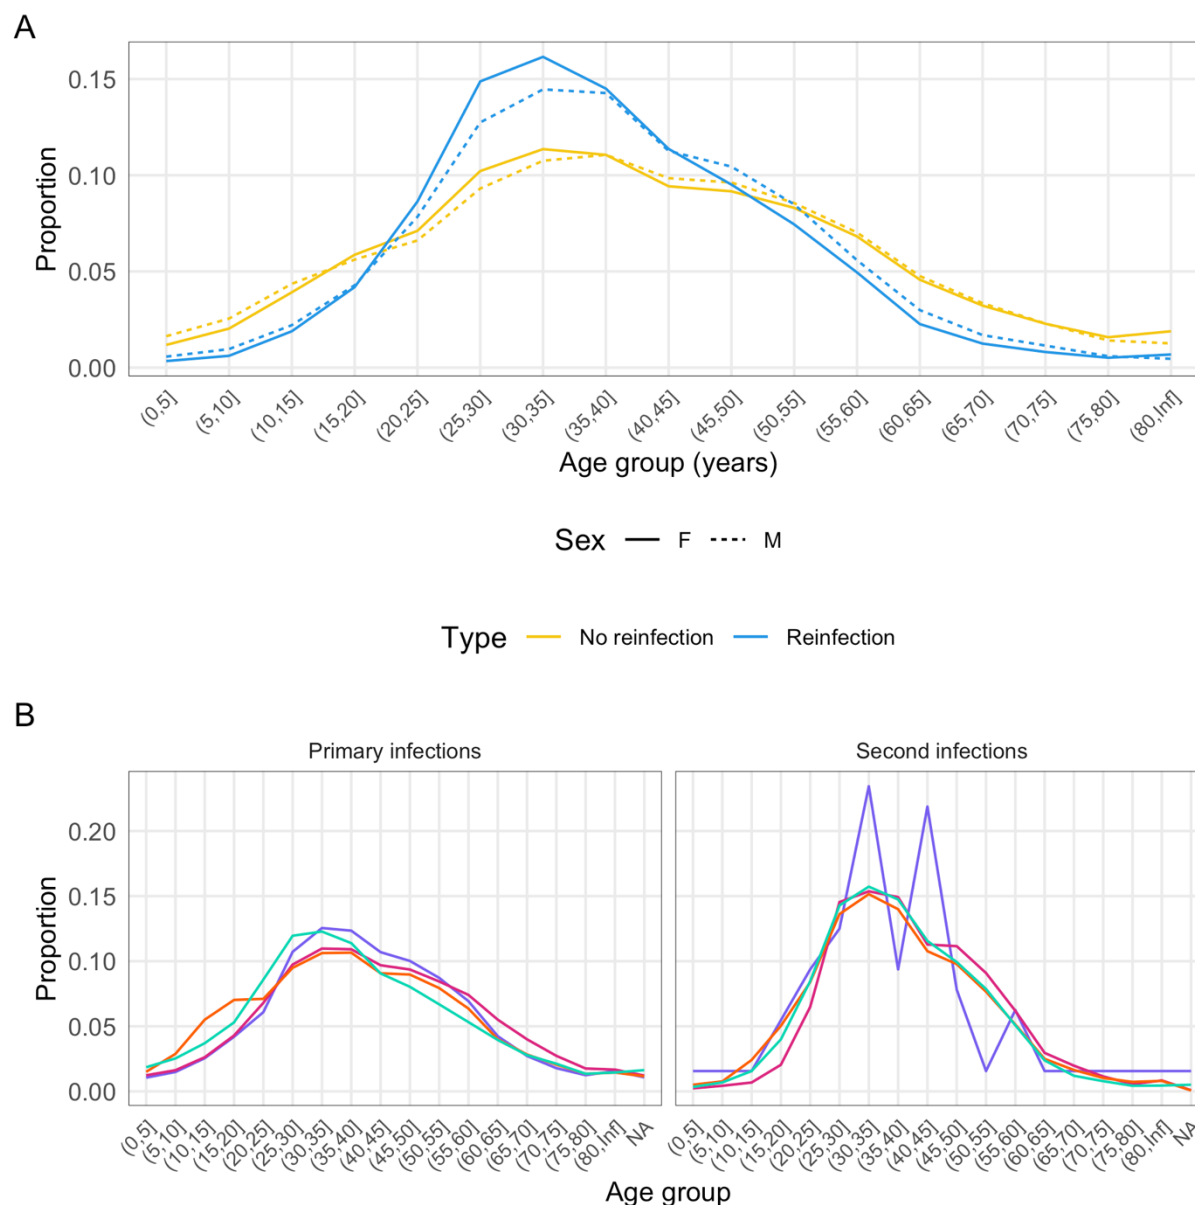 A
Proportion
0.15
0.10
0.05
0.00
(0,5] (5,10] (10,15] (15,20] (20,25] (25,30] (30,35] (35,40] (40,45] (45,50] (50,55] (55,60] (60,65] (65,70] (70,75] (75,80] (80,Inf]
Age group (years)
Sex F M
Type No reinfection Reinfection
B
Primary infections Second infections
Proportion
0.20
0.15
0.10
0.05
0.00
(0,5] (5,10] (10,15] (15,20] (20,25] (25,30] (30,35] (35,40] (40,45] (45,50] (50,55] (55,60] (60,65] (65,70] (70,75] (75,80] (80,Inf] NA (0,5] (5,10] (10,15] (15,20] (20,25] (25,30] (30,35] (35,40] (40,45] (45,50] (50,55] (55,60] (60,65] (65,70] (70,75] (75,80] (80,Inf] NA
Age group